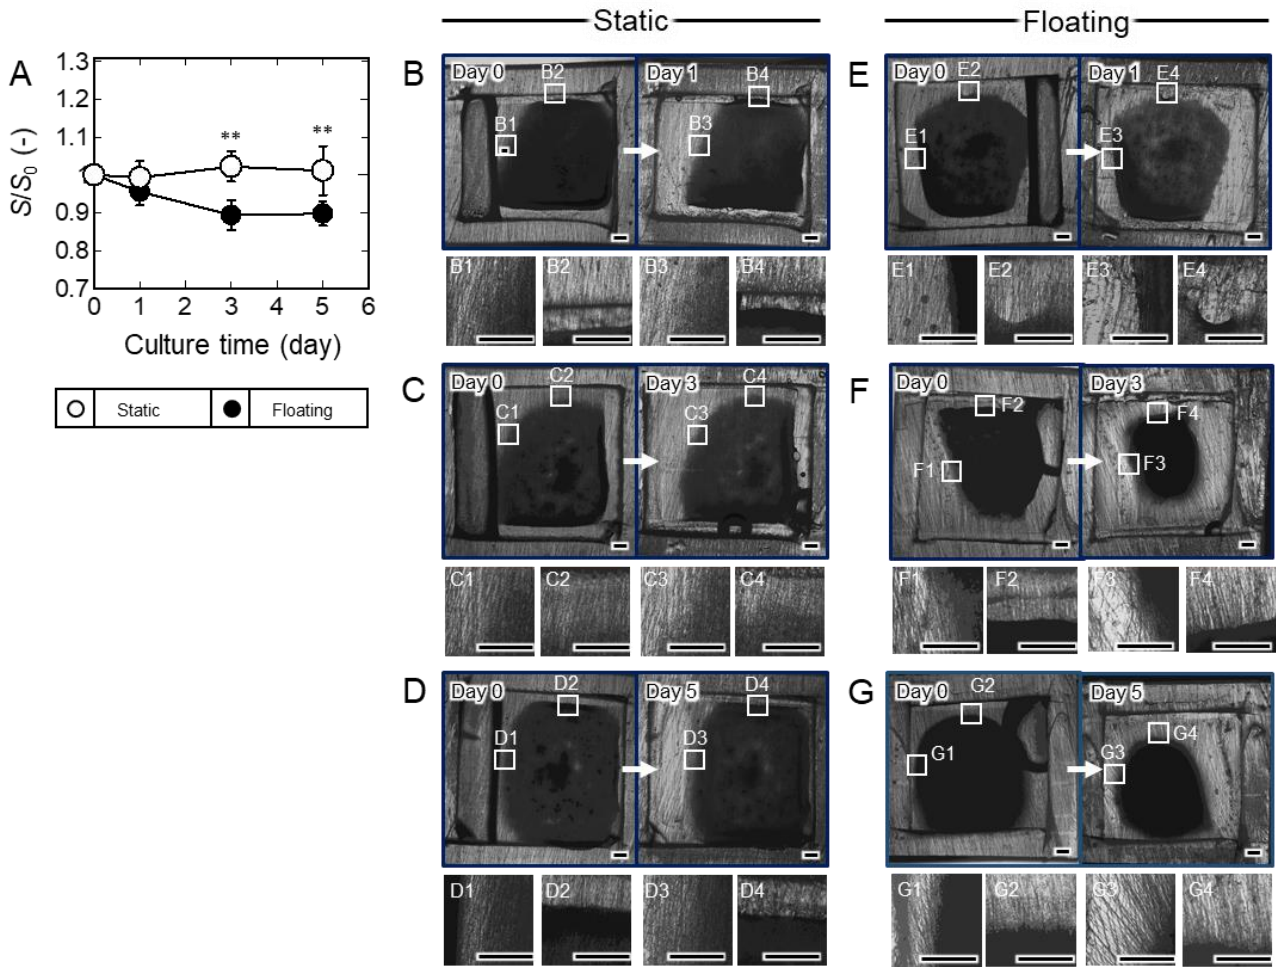 Static
Floating
A
1.3
1.2
1.1
1.0
0.9
0.8
0.7
S/S0 (-)
**
**
0
1
2
3
4
5
6
Culture time (day)
Static
Floating
B
Day 0
B2
B1
Day 1
B4
B3
B1
B2
B3
B4
C
Day 0
C2
C1
Day 3
C4
C3
C1
C2
C3
C4
D
Day 0
D2
D1
Day 5
D4
D3
D1
D2
D3
D4
E
Day 0
E2
E1
Day 1
E4
E3
E1
E2
E3
E4
F
Day 0
F2
F1
Day 3
F4
F3
F1
F2
F3
F4
G
Day 0
G2
G1
Day 5
G4
G3
G1
G2
G3
G4